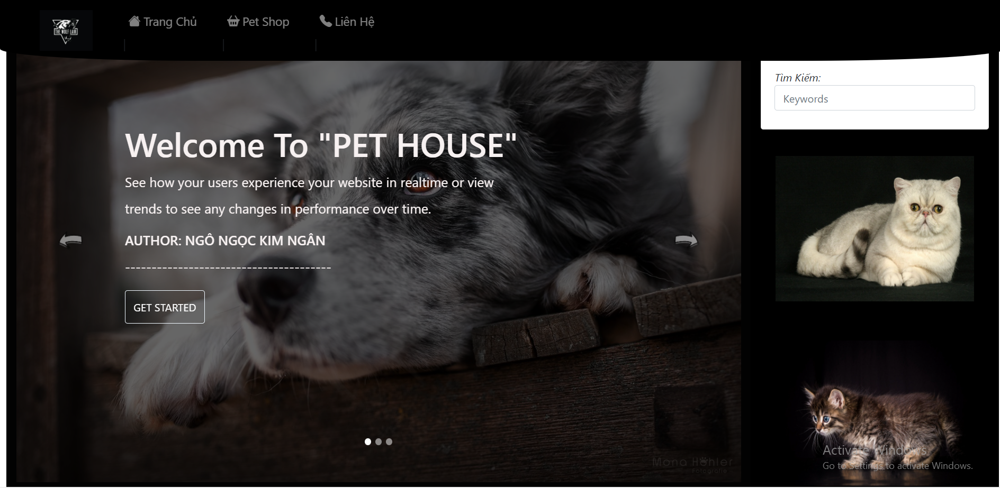 THE WOLF LAIR
Trang Chủ
Pet Shop
Liên Hệ
Tìm Kiếm:
Keywords
Welcome To "PET HOUSE"
See how your users experience your website in realtime or view
trends to see any changes in performance over time.
AUTHOR: NGÔ NGỌC KIM NGÂN
---------------------------------------
GET STARTED
Mona Höhler
Fotografie
Activate Windows
Go to Settings to activate Windows.